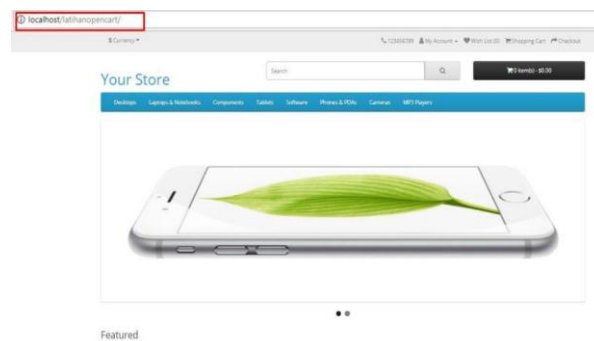 localhost/latihanopencart/
$ Currency
123456789 My Account Wish List (0) Shopping Cart Checkout
Your Store
Search
0 item(s) - $0.00
Desktops Laptops & Notebooks Components Tablets Software Phones & PDAs Cameras MP3 Players
Featured